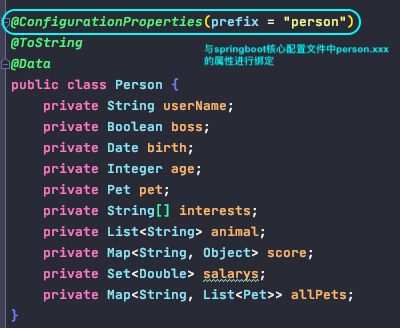 @ConfigurationProperties(prefix = "person")
@ToString
@Data
与springboot核心配置文件中person.xxx
的属性进行绑定
public class Person {
    private String userName;
    private Boolean boss;
    private Date birth;
    private Integer age;
    private Pet pet;
    private String[] interests;
    private List<String> animal;
    private Map<String, Object> score;
    private Set<Double> salarys;
    private Map<String, List<Pet>> allPets;
}